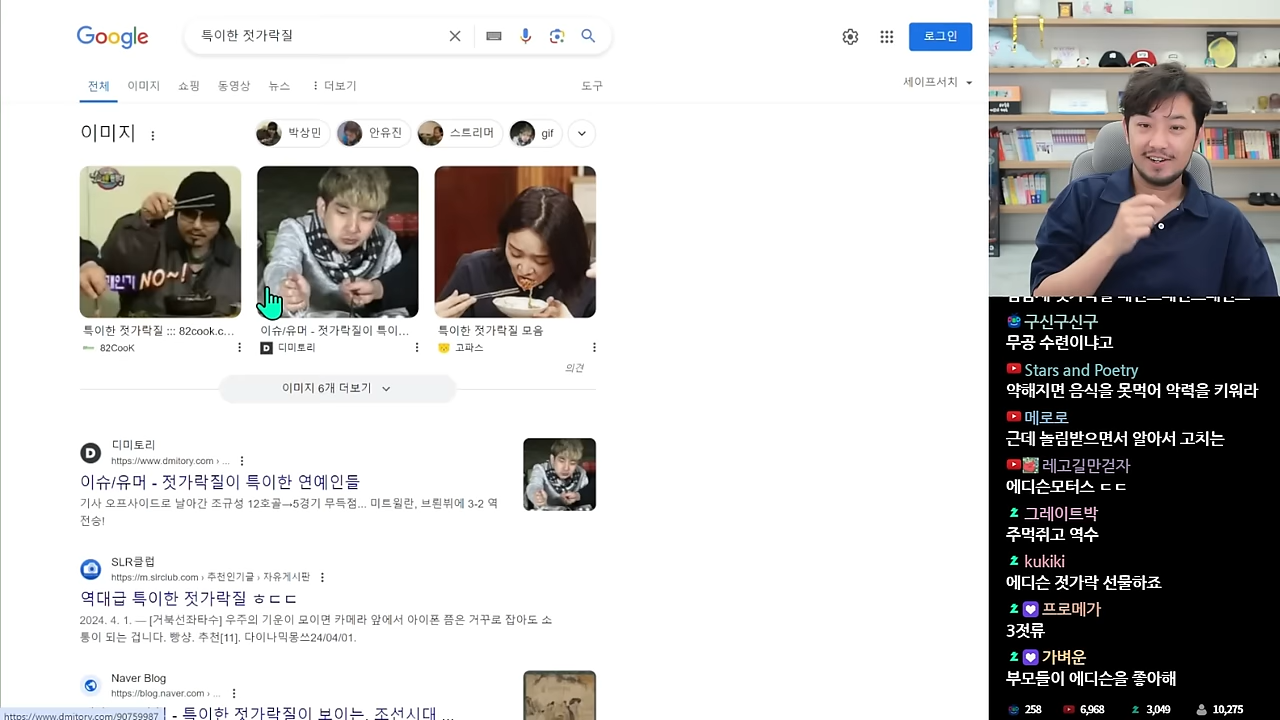 Google
특이한 젓가락질
로그인
전체
이미지
쇼핑
동영상
뉴스
더보기
도구
세이프서치
이미지
박상민
안유진
스트리머
gif
NO~!
특이한 젓가락질 ::: 82cook.c...
82CooK
이슈/유머 - 젓가락질이 특이...
디미토리
특이한 젓가락질 모음
고파스
의견
이미지 6개 더보기
디미토리
https://www.dmitory.com › ...
이슈/유머 - 젓가락질이 특이한 연예인들
기사 오프사이드로 날아간 조규성 12호골→5경기 무득점... 미트윌란, 브뢴뷔에 3-2 역
전승!
SLR클럽
https://m.slrclub.com › 추천인기글 › 자유게시판
역대급 특이한 젓가락질 ㅎㄷㄷ
2024. 4. 1. — [거북선좌타수] 우주의 기운이 모이면 카메라 앞에서 아이폰 픔은 거꾸로 잡아도 소
통이 되는 겁니다. 빵샹. 추천[11]. 다이나믹몽쓰24/04/01.
Naver Blog
https://blog.naver.com › ...
- 특이한 젓가락질이 보이는, 조선시대 ...
https://www.dmitory.com/90759987
구신구신구
무공 수련이냐고
Stars and Poetry
약해지면 음식을 못먹어 악력을 키워라
메로로
근데 놀림받으면서 알아서 고치는
레고길만걷자
에디슨모터스 ㄷㄷ
그레이트박
주먹쥐고 역수
kukiki
에디슨 젓가락 선물하죠
프로메가
3젓류
가벼운
부모들이 에디슨을 좋아해
258
6,968
3,049
10,275